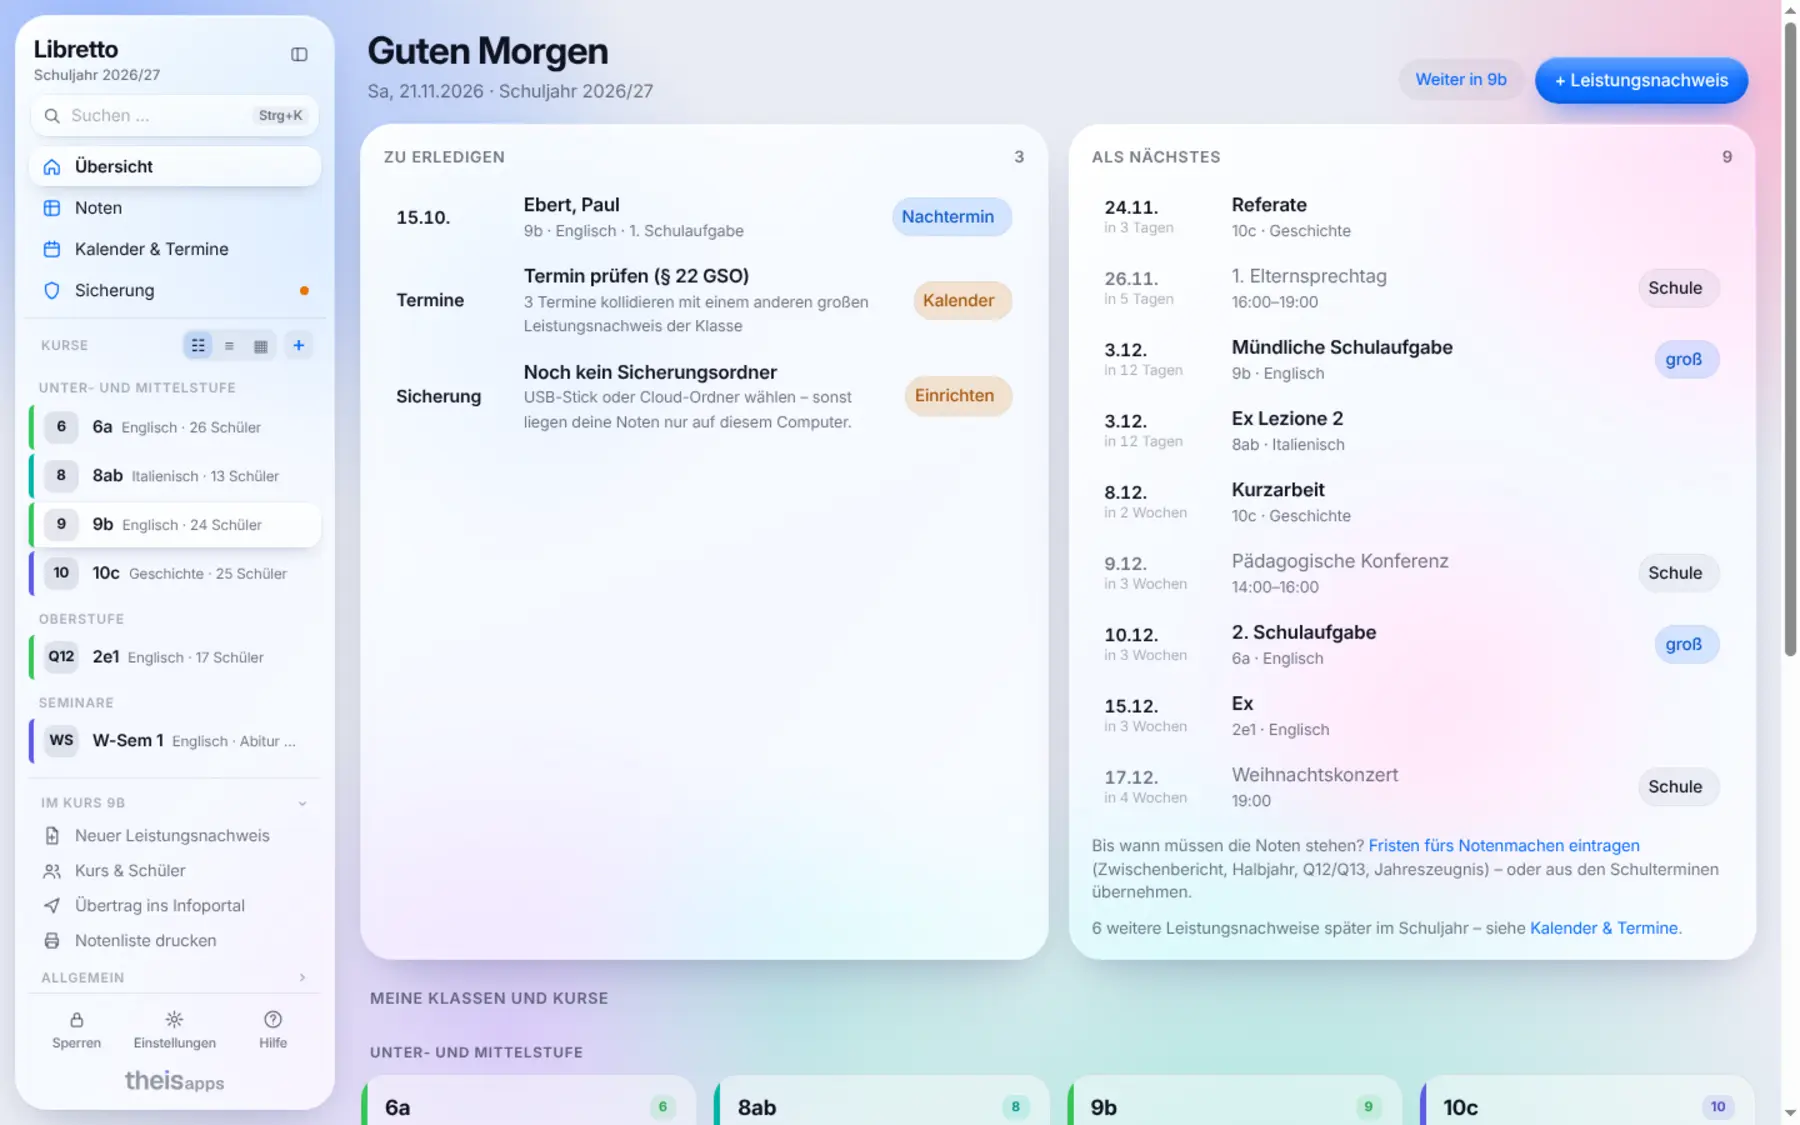 Libretto
Schuljahr 2026/27
Suchen ... Strg+K
Übersicht
Noten
Kalender & Termine
Sicherung
KURSE
UNTER- UND MITTELSTUFE
6 6a Englisch · 26 Schüler
8 8ab Italienisch · 13 Schüler
9 9b Englisch · 24 Schüler
10 10c Geschichte · 25 Schüler
OBERSTUFE
Q12 2e1 Englisch · 17 Schüler
SEMINARE
WS W-Sem 1 Englisch · Abitur ...
IM KURS 9B
Neuer Leistungsnachweis
Kurs & Schüler
Übertrag ins Infoportal
Notenliste drucken
ALLGEMEIN
Sperren Einstellungen Hilfe
theisapps
Guten Morgen
Sa, 21.11.2026 · Schuljahr 2026/27
Weiter in 9b
+ Leistungsnachweis
ZU ERLEDIGEN 3
15.10.
Ebert, Paul
9b · Englisch · 1. Schulaufgabe
Nachtermin
Termine
Termin prüfen (§ 22 GSO)
3 Termine kollidieren mit einem anderen großen
Leistungsnachweis der Klasse
Kalender
Sicherung
Noch kein Sicherungsordner
USB-Stick oder Cloud-Ordner wählen – sonst
liegen deine Noten nur auf diesem Computer.
Einrichten
ALS NÄCHSTES 9
24.11.
in 3 Tagen
Referate
10c · Geschichte
26.11.
in 5 Tagen
1. Elternsprechtag
16:00–19:00
Schule
3.12.
in 12 Tagen
Mündliche Schulaufgabe
9b · Englisch
groß
3.12.
in 12 Tagen
Ex Lezione 2
8ab · Italienisch
8.12.
in 2 Wochen
Kurzarbeit
10c · Geschichte
9.12.
in 3 Wochen
Pädagogische Konferenz
14:00–16:00
Schule
10.12.
in 3 Wochen
2. Schulaufgabe
6a · Englisch
groß
15.12.
in 3 Wochen
Ex
2e1 · Englisch
17.12.
in 4 Wochen
Weihnachtskonzert
19:00
Schule
Bis wann müssen die Noten stehen? Fristen fürs Notenmachen eintragen
(Zwischenbericht, Halbjahr, Q12/Q13, Jahreszeugnis) – oder aus den Schulterminen
übernehmen.
6 weitere Leistungsnachweise später im Schuljahr – siehe Kalender & Termine.
MEINE KLASSEN UND KURSE
UNTER- UND MITTELSTUFE
6a 6
8ab 8
9b 9
10c 10